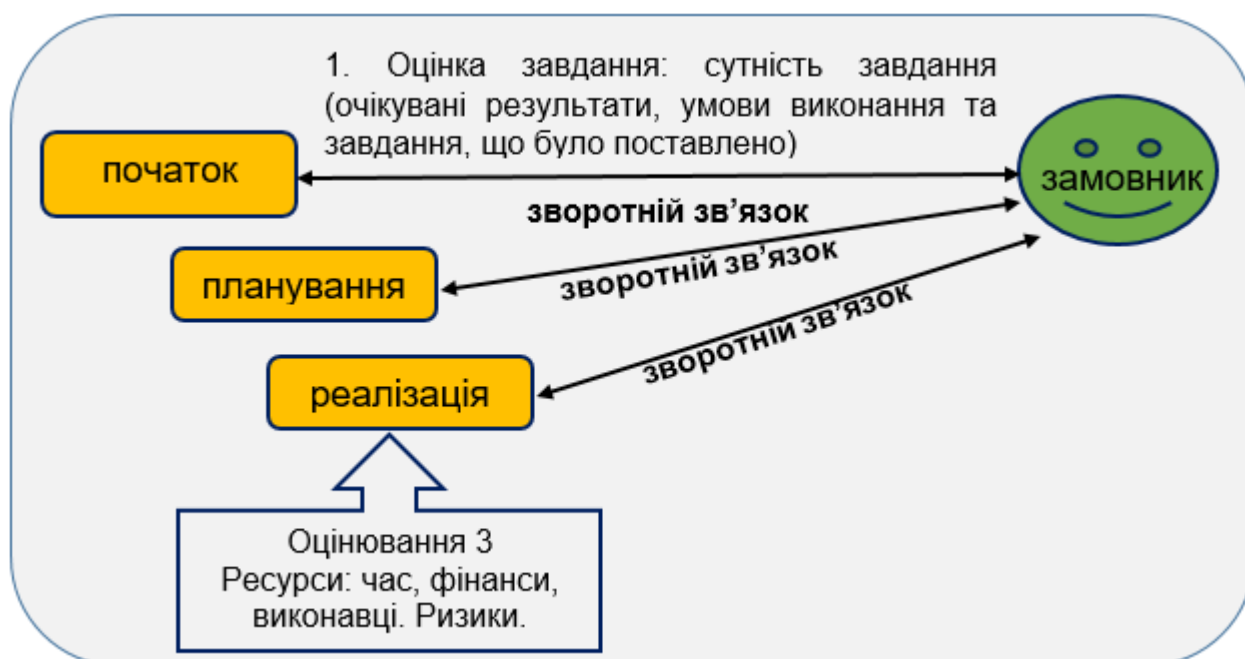 1. Оцінка завдання: сутність завдання
(очікувані результати, умови виконання та
завдання, що було поставлено)
початок
замовник
зворотній зв’язок
зворотній зв’язок
планування
зворотній зв’язок
реалізація
Оцінювання 3
Ресурси: час, фінанси,
виконавці. Ризики.